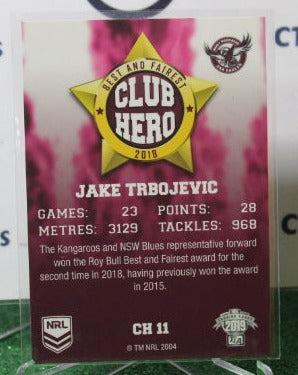 BEST AND FAIREST
CLUB
HERO
2018
JAKE TRBOJEVIC
GAMES: 23 POINTS: 28
METRES: 3129 TACKLES: 968
The Kangaroos and NSW Blues representative forward
won the Roy Bull Best and Fairest award for the
second time in 2018, having previously won the award
in 2015.
NRL
CH 11
2019
© TM NRL 2004